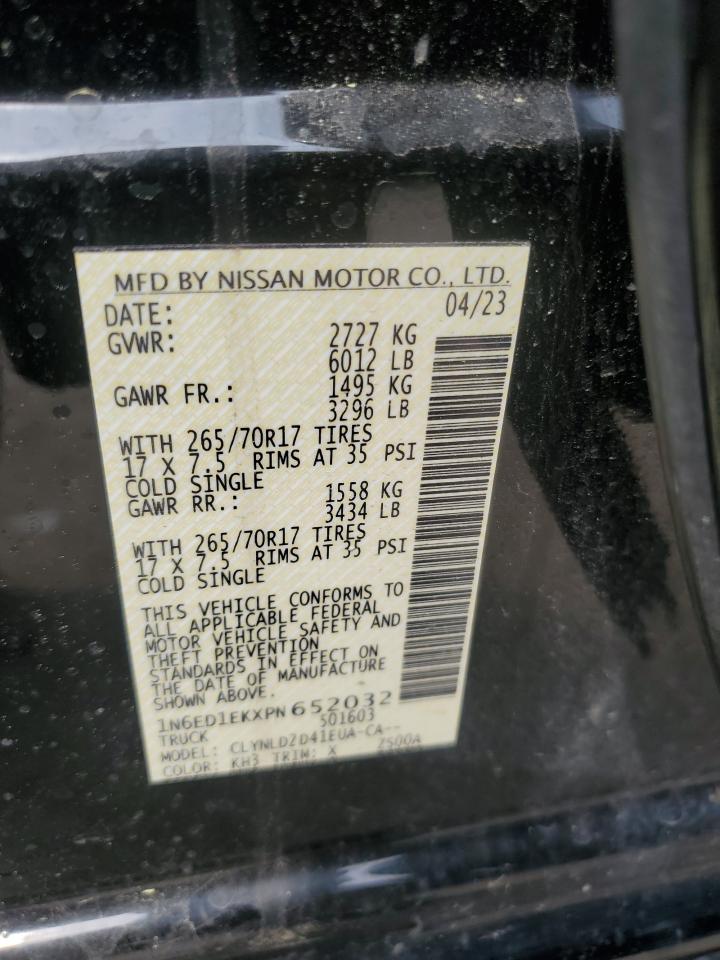 MFD BY NISSAN MOTOR CO., LTD.
DATE: 04/23
GVWR: 2727 KG
6012 LB
GAWR FR.: 1495 KG
3296 LB
WITH 265/70R17 TIRES
17 X 7.5 RIMS AT 35 PSI
COLD SINGLE
GAWR RR.: 1558 KG
3434 LB
WITH 265/70R17 TIRES
17 X 7.5 RIMS AT 35 PSI
COLD SINGLE
THIS VEHICLE CONFORMS TO
ALL APPLICABLE FEDERAL
MOTOR VEHICLE SAFETY AND
THEFT PREVENTION
STANDARDS IN EFFECT ON
THE DATE OF MANUFACTURE
SHOWN ABOVE.
1N6ED1EKXPN652032
TRUCK 501603
MODEL: CLYNLDZD41EUA-CA--
COLOR: KH3 TRIM: X 2500A